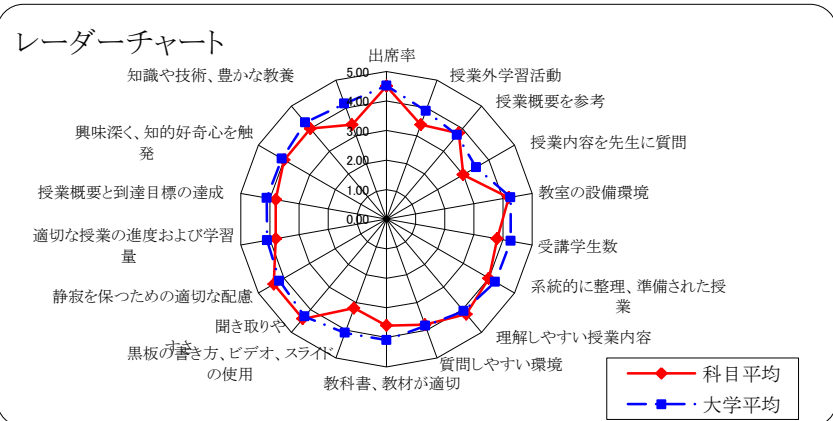 レーダーチャート
出席率
授業外学習活動
授業概要を参考
授業内容を先生に質問
教室の設備環境
受講学生数
系統的に整理、準備された授
業
理解しやすい授業内容
質問しやすい環境
教科書、教材が適切
黒板の書き方、ビデオ、スライド
の使用
聞き取りや
すさ
静寂を保つための適切な配慮
適切な授業の進度および学習
量
授業概要と到達目標の達成
興味深く、知的好奇心を触
発
知識や技術、豊かな教養
5.00
4.00
3.00
2.00
1.00
0.00
科目平均
大学平均